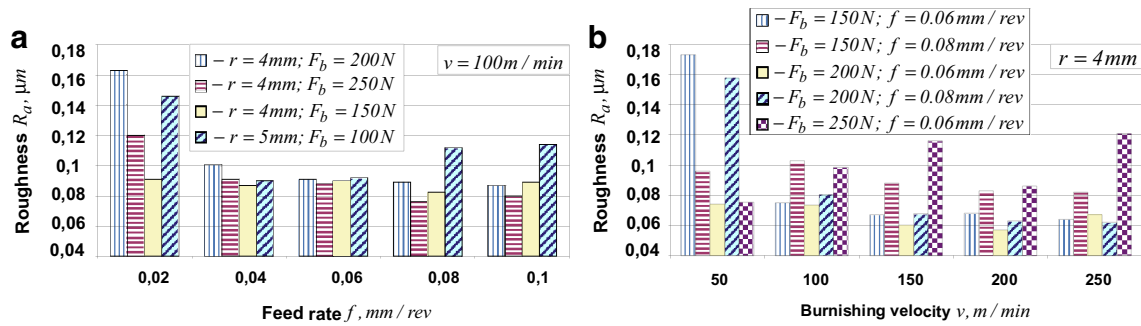 a
Roughness Ra, μm
0,18
0,16
0,14
0,12
0,1
0,08
0,06
0,04
– r = 4mm; Fb = 200N
– r = 4mm; Fb = 250N
– r = 4mm; Fb = 150N
– r = 5mm; Fb = 100N
v = 100m / min
0,02 0,04 0,06 0,08 0,1
Feed rate f, mm / rev
b
Roughness Ra, μm
0,18
0,16
0,14
0,12
0,1
0,08
0,06
0,04
– Fb = 150N; f = 0.06mm / rev
– Fb = 150N; f = 0.08mm / rev
– Fb = 200N; f = 0.06mm / rev
– Fb = 200N; f = 0.08mm / rev
– Fb = 250N; f = 0.06mm / rev
r = 4mm
50 100 150 200 250
Burnishing velocity v, m / min